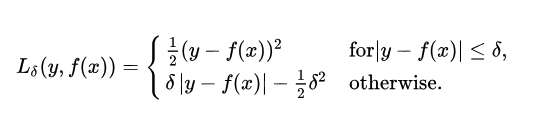 L_δ(y, f(x)) = { ½(y − f(x))² for|y − f(x)| ≤ δ,
δ |y − f(x)| − ½δ² otherwise.